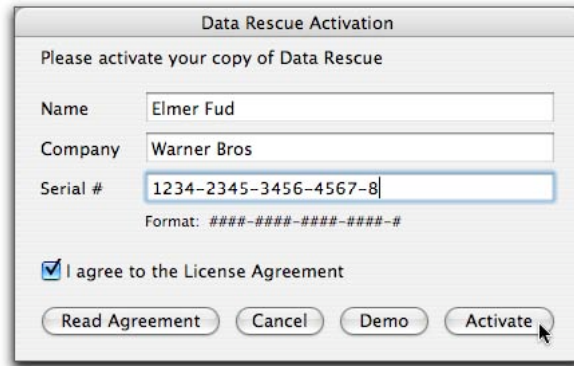 Data Rescue Activation
Please activate your copy of Data Rescue
Name Elmer Fud
Company Warner Bros
Serial # 1234-2345-3456-4567-8
Format: ####-####-####-####-#
I agree to the License Agreement
Read Agreement Cancel Demo Activate